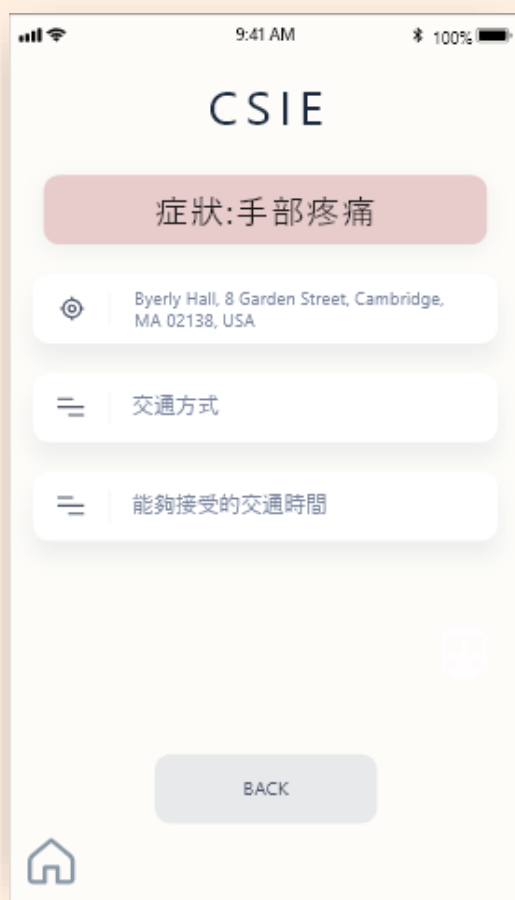 9:41 AM
100%
CSIE
症狀:手部疼痛
Byerly Hall, 8 Garden Street, Cambridge,
MA 02138, USA
交通方式
能夠接受的交通時間
BACK